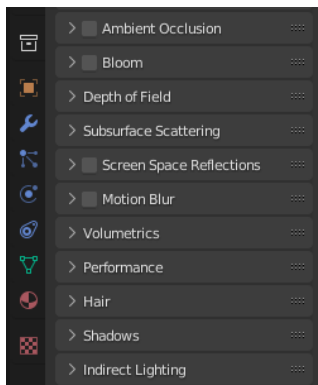 Ambient Occlusion
Bloom
Depth of Field
Subsurface Scattering
Screen Space Reflections
Motion Blur
Volumetrics
Performance
Hair
Shadows
Indirect Lighting